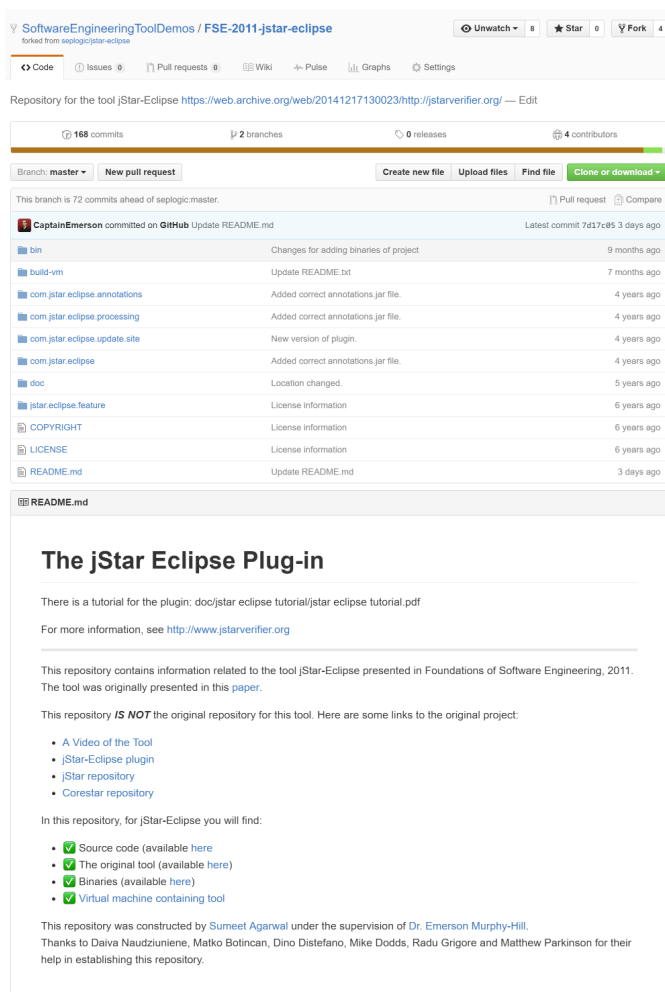 SoftwareEngineeringToolDemos / FSE-2011-jstar-eclipse
Unwatch 8 Star 0 Fork 4
forked from seplogic/jstar-eclipse
Code Issues 0 Pull requests 0 Wiki Pulse Graphs Settings
Repository for the tool jStar-Eclipse https://web.archive.org/web/20141217130023/http://jstarverifier.org/ — Edit
168 commits 2 branches 0 releases 4 contributors
Branch: master New pull request Create new file Upload files Find file Clone or download
This branch is 72 commits ahead of seplogic:master. Pull request Compare
CaptainEmerson committed on GitHub Update README.md Latest commit 7d17c05 3 days ago
bin Changes for adding binaries of project 9 months ago
build-vm Update README.txt 7 months ago
com.jstar.eclipse.annotations Added correct annotations.jar file. 4 years ago
com.jstar.eclipse.processing Added correct annotations.jar file. 4 years ago
com.jstar.eclipse.update.site New version of plugin. 4 years ago
com.jstar.eclipse Added correct annotations.jar file. 4 years ago
doc Location changed. 5 years ago
jstar.eclipse.feature License information 6 years ago
COPYRIGHT License information 6 years ago
LICENSE License information 6 years ago
README.md Update README.md 3 days ago
README.md
The jStar Eclipse Plug-in
There is a tutorial for the plugin: doc/jstar eclipse tutorial/jstar eclipse tutorial.pdf
For more information, see http://www.jstarverifier.org
This repository contains information related to the tool jStar-Eclipse presented in Foundations of Software Engineering, 2011.
The tool was originally presented in this paper.
This repository IS NOT the original repository for this tool. Here are some links to the original project:
• A Video of the Tool
• jStar-Eclipse plugin
• jStar repository
• Corestar repository
In this repository, for jStar-Eclipse you will find:
• ✅ Source code (available here
• ✅ The original tool (available here)
• ✅ Binaries (available here)
• ✅ Virtual machine containing tool
This repository was constructed by Sumeet Agarwal under the supervision of Dr. Emerson Murphy-Hill.
Thanks to Daiva Naudziuniene, Matko Botincan, Dino Distefano, Mike Dodds, Radu Grigore and Matthew Parkinson for their
help in establishing this repository.